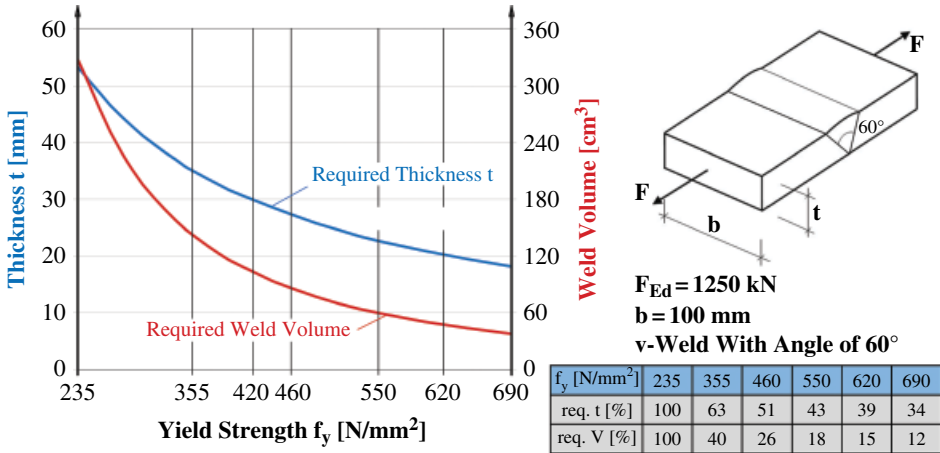 Thickness t [mm]
60
50
40
30
20
10
0
360
300
240
180
120
60
0
Weld Volume [cm³]
Required Thickness t
Required Weld Volume
235 355 420 460 550 620 690
Yield Strength f_y [N/mm²]
F
60°
F
t
b
F_Ed = 1250 kN
b = 100 mm
v-Weld With Angle of 60°
f_y [N/mm²] 235 355 460 550 620 690
req. t [%] 100 63 51 43 39 34
req. V [%] 100 40 26 18 15 12